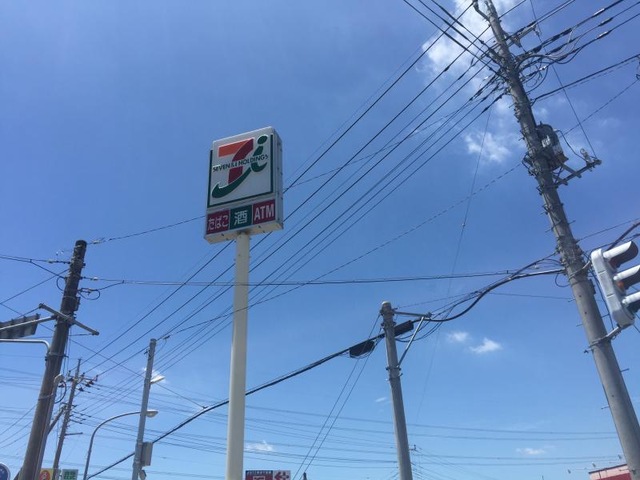 SEVEN & i HOLDINGS
たばこ 酒 ATM